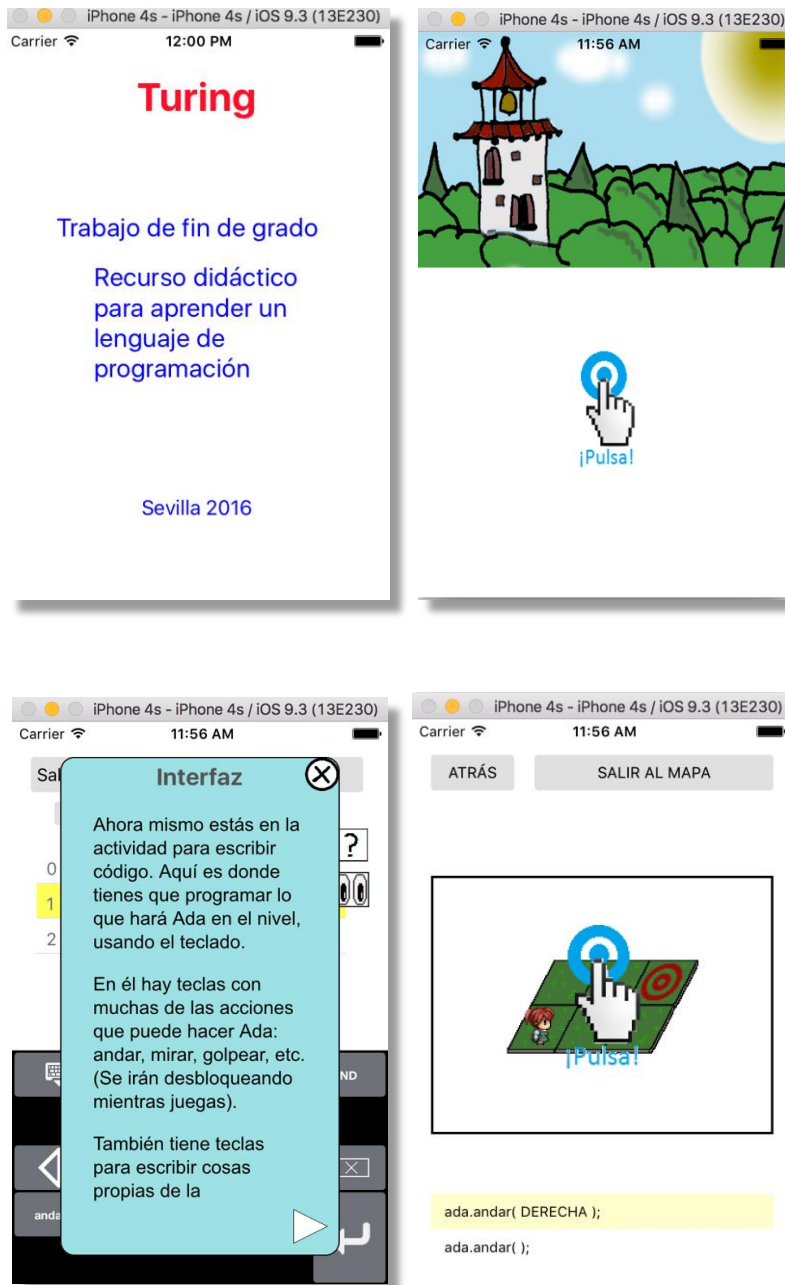 iPhone 4s - iPhone 4s / iOS 9.3 (13E230)
Carrier 12:00 PM
Turing
Trabajo de fin de grado
Recurso didáctico
para aprender un
lenguaje de
programación
Sevilla 2016
iPhone 4s - iPhone 4s / iOS 9.3 (13E230)
Carrier 11:56 AM
¡Pulsa!
iPhone 4s - iPhone 4s / iOS 9.3 (13E230)
Carrier 11:56 AM
Sal
Interfaz
Ahora mismo estás en la
actividad para escribir
código. Aquí es donde
tienes que programar lo
que hará Ada en el nivel,
usando el teclado.
En él hay teclas con
muchas de las acciones
que puede hacer Ada:
andar, mirar, golpear, etc.
(Se irán desbloqueando
mientras juegas).
También tiene teclas
para escribir cosas
propias de la
?
0
1
2
ND
anda
iPhone 4s - iPhone 4s / iOS 9.3 (13E230)
Carrier 11:56 AM
ATRÁS SALIR AL MAPA
¡Pulsa!
ada.andar( DERECHA );
ada.andar( );